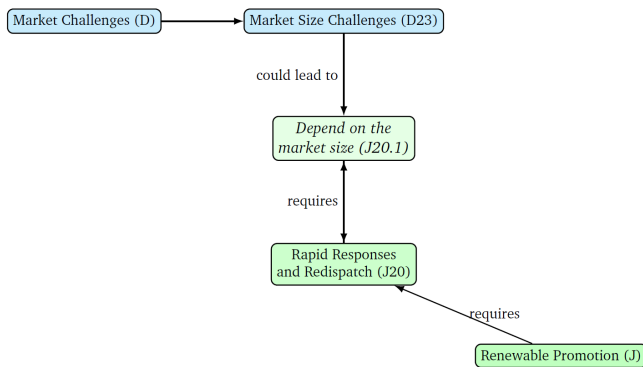 Market Challenges (D)
Market Size Challenges (D23)
could lead to
Depend on the
market size (J20.1)
requires
Rapid Responses
and Redispatch (J20)
requires
Renewable Promotion (J)